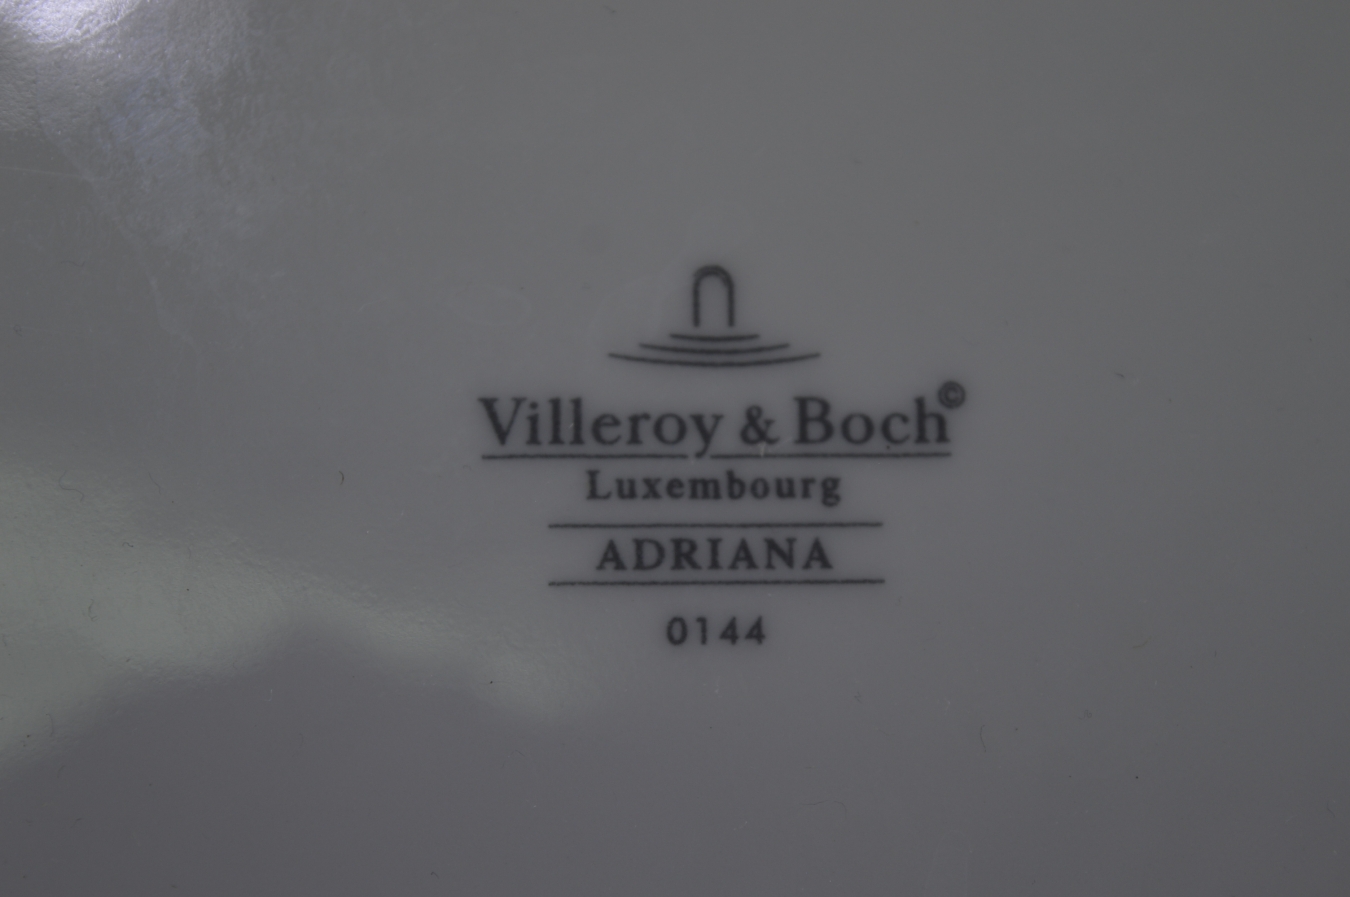 Villeroy & Boch©
Luxembourg
ADRIANA
0144